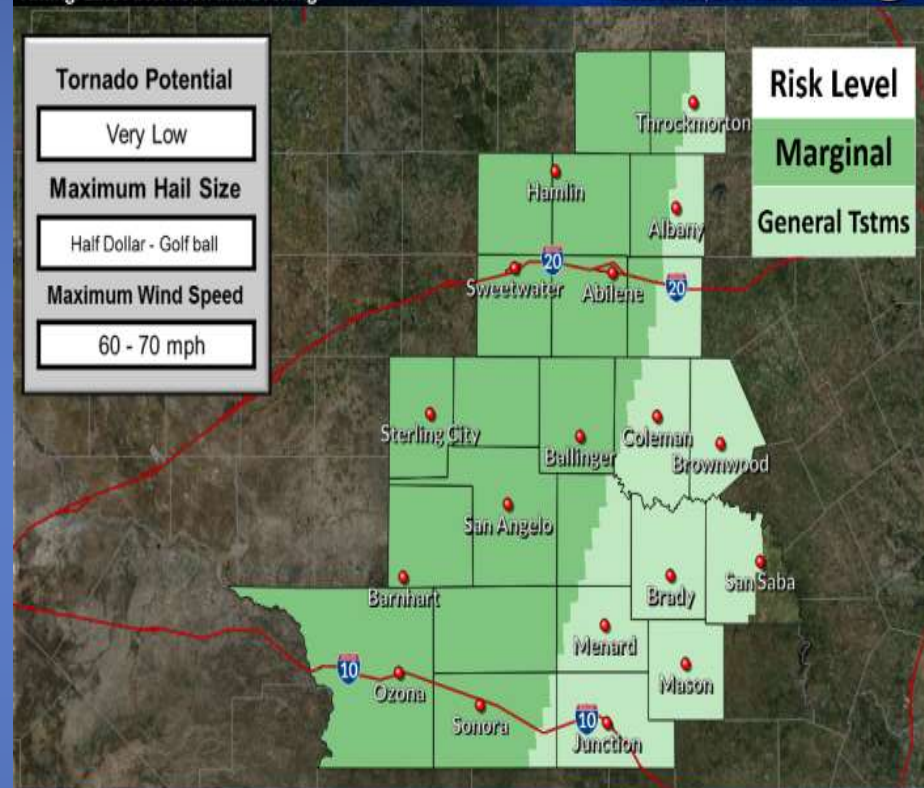 Tornado Potential
Very Low
Maximum Hail Size
Half Dollar - Golf ball
Maximum Wind Speed
60 - 70 mph
Risk Level
Marginal
General Tstms
Throckmorton
Hamlin
Albany
20
Sweetwater
Abilene
20
Sterling City
Ballinger
Coleman
Brownwood
San Angelo
Barnhart
Brady
San Saba
Menard
10
Ozona
Mason
Sonora
10
Junction